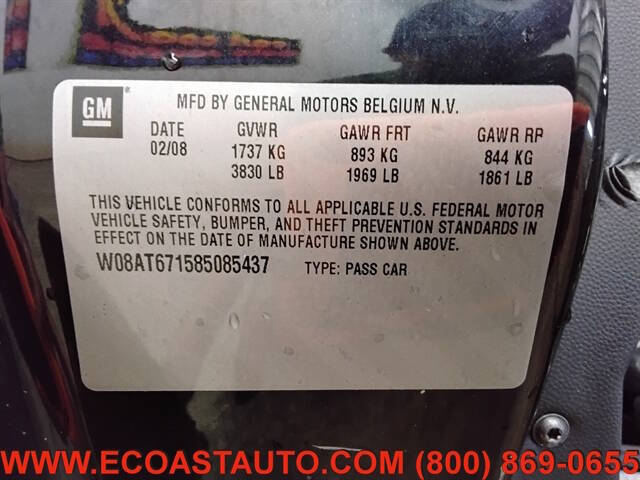 GM
MFD BY GENERAL MOTORS BELGIUM N.V.
DATE GVWR GAWR FRT GAWR RP
02/08 1737 KG 893 KG 844 KG
3830 LB 1969 LB 1861 LB
THIS VEHICLE CONFORMS TO ALL APPLICABLE U.S. FEDERAL MOTOR
VEHICLE SAFETY, BUMPER, AND THEFT PREVENTION STANDARDS IN
EFFECT ON THE DATE OF MANUFACTURE SHOWN ABOVE.
W08AT671585085437 TYPE: PASS CAR
WWW.ECOASTAUTO.COM (800) 869-0655